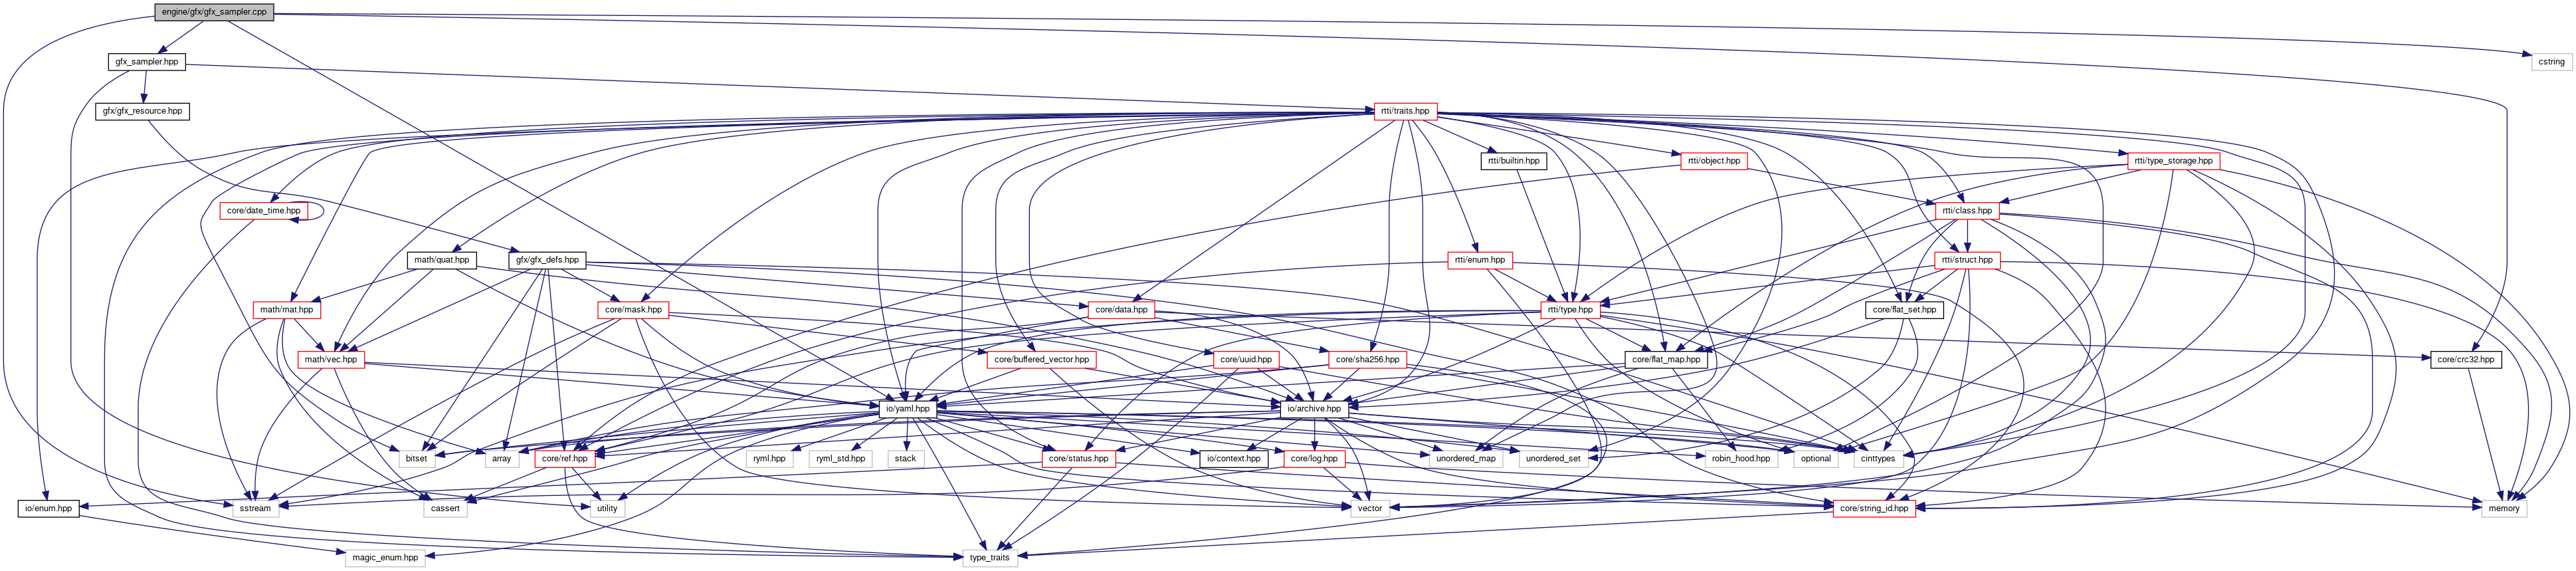 engine/gfx/gfx_sampler.cpp
gfx_sampler.hpp
cstring
gfx/gfx_resource.hpp
rtti/traits.hpp
rtti/builtin.hpp
rtti/object.hpp
rtti/type_storage.hpp
core/date_time.hpp
rtti/class.hpp
math/quat.hpp
gfx/gfx_defs.hpp
rtti/enum.hpp
rtti/struct.hpp
math/mat.hpp
core/mask.hpp
core/data.hpp
rtti/type.hpp
core/flat_set.hpp
math/vec.hpp
core/buffered_vector.hpp
core/uuid.hpp
core/sha256.hpp
core/flat_map.hpp
core/crc32.hpp
io/yaml.hpp
io/archive.hpp
bitset
array
core/ref.hpp
ryml.hpp
ryml_std.hpp
stack
core/status.hpp
io/context.hpp
core/log.hpp
unordered_map
unordered_set
robin_hood.hpp
optional
cinttypes
io/enum.hpp
sstream
cassert
utility
vector
core/string_id.hpp
memory
magic_enum.hpp
type_traits